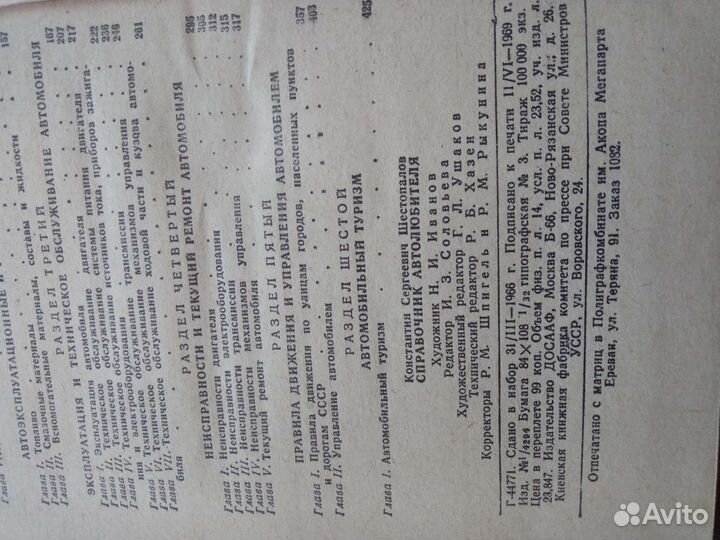 157
АВТОЭКСПЛУАТАЦИОННЫЕ
Глава I. Топливо
Глава II. Смазочные материалы
Глава III. Вспомогательные материалы, составы и жидкости
167
207
217
РАЗДЕЛ ТРЕТИЙ
ЭКСПЛУАТАЦИЯ И ТЕХНИЧЕСКОЕ ОБСЛУЖИВАНИЕ АВТОМОБИЛЯ
Глава I. Эксплуатация автомобиля
Глава II. Техническое обслуживание двигателя
Глава III. Техническое обслуживание системы питания двигателя
Глава IV. Техническое обслуживание источников тока, приборов зажига-
ния и электрооборудования
Глава V. Техническое обслуживание трансмиссии
Глава VI. Техническое обслуживание механизмов управления
Глава VII. Техническое обслуживание ходовой части и кузова автомо-
биля
222
236
246
261
РАЗДЕЛ ЧЕТВЕРТЫЙ
НЕИСПРАВНОСТИ И ТЕКУЩИЙ РЕМОНТ АВТОМОБИЛЯ
Глава I. Неисправности двигателя 295
Глава II. Неисправности электрооборудования 305
Глава III. Неисправности трансмиссии 312
Глава IV. Неисправности механизмов управления 315
Глава V. Текущий ремонт автомобиля 317
РАЗДЕЛ ПЯТЫЙ
ПРАВИЛА ДВИЖЕНИЯ И УПРАВЛЕНИЯ АВТОМОБИЛЕМ
Глава I. Правила движения по улицам городов, населенных пунктов
и дорогам СССР 357
Глава II. Управление автомобилем 403
РАЗДЕЛ ШЕСТОЙ
АВТОМОБИЛЬНЫЙ ТУРИЗМ
Глава I. Автомобильный туризм 425
Константин Сергеевич Шестопалов
СПРАВОЧНИК АВТОЛЮБИТЕЛЯ
Художник Н. И. Иванов
Редактор И. З. Соловьева
Художественный редактор Г. Л. Ушаков
Технический редактор Р. Б. Хазен
Корректоры Р. М. Шпигель и Р. М. Рыкунина
Г-44771. Сдано в набор 31/III—1966 г. Подписано к печати 11/VI—1969 г.
Изд. №1/4294 Бумага 84×108 1/32 типографская № 3. Тираж 100 000 экз.
Цена в переплете 99 коп. Объем физ. п. л. 14, усл. п. л. 23,52, уч. изд. л.
23,847. Издательство ДОСААФ, Москва Б-66, Ново-Рязанская ул.; д. 26.
Киевская книжная фабрика комитета по прессе при Совете Министров
УССР, ул. Воровского, 24.
Отпечатано с матриц в Полиграфкомбинате им. Акопа Мегапарта
Ереван, ул. Теряна, 91. Заказ 1082.
Avito